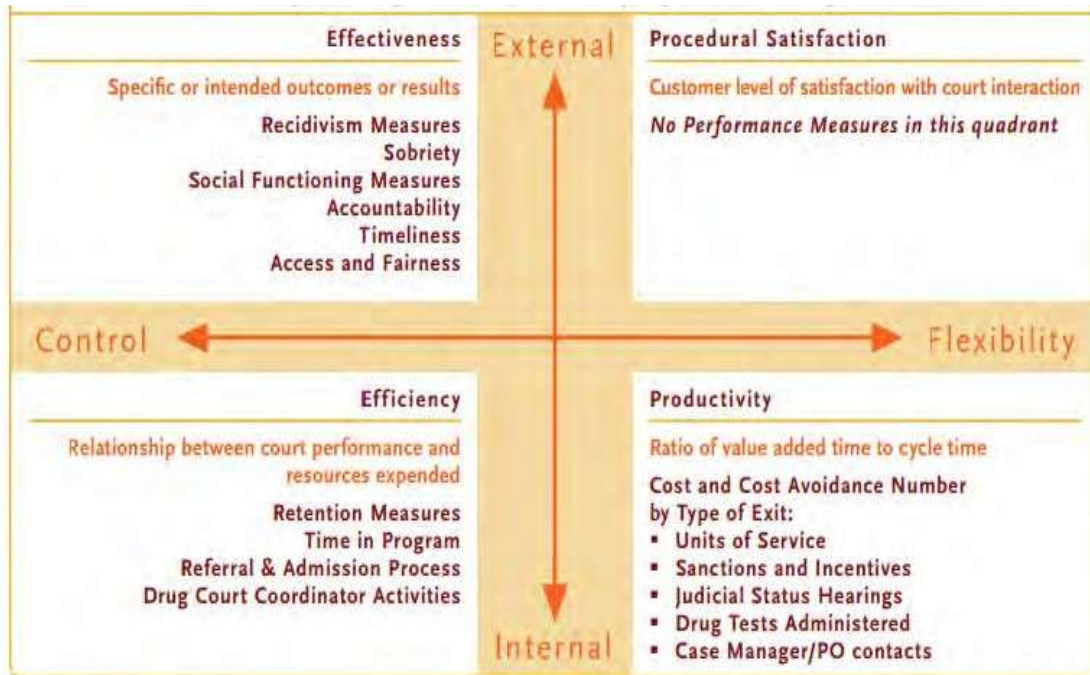 Effectiveness
Specific or intended outcomes or results
Recidivism Measures
Sobriety
Social Functioning Measures
Accountability
Timeliness
Access and Fairness
External
Procedural Satisfaction
Customer level of satisfaction with court interaction
No Performance Measures in this quadrant
Control
Flexibility
Efficiency
Relationship between court performance and
resources expended
Retention Measures
Time in Program
Referral & Admission Process
Drug Court Coordinator Activities
Internal
Productivity
Ratio of value added time to cycle time
Cost and Cost Avoidance Number
by Type of Exit:
▪ Units of Service
▪ Sanctions and Incentives
▪ Judicial Status Hearings
▪ Drug Tests Administered
▪ Case Manager/PO contacts